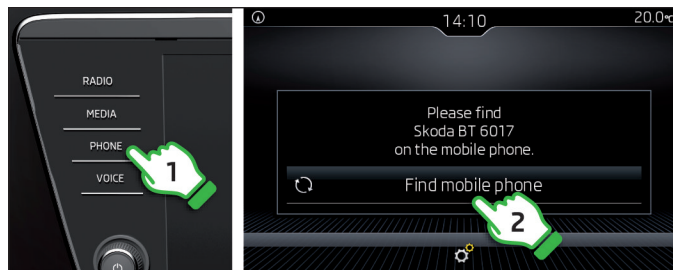 RADIO
MEDIA
PHONE
VOICE
1
14:10
20.0°C
Please find
Skoda BT 6017
on the mobile phone.
Find mobile phone
2